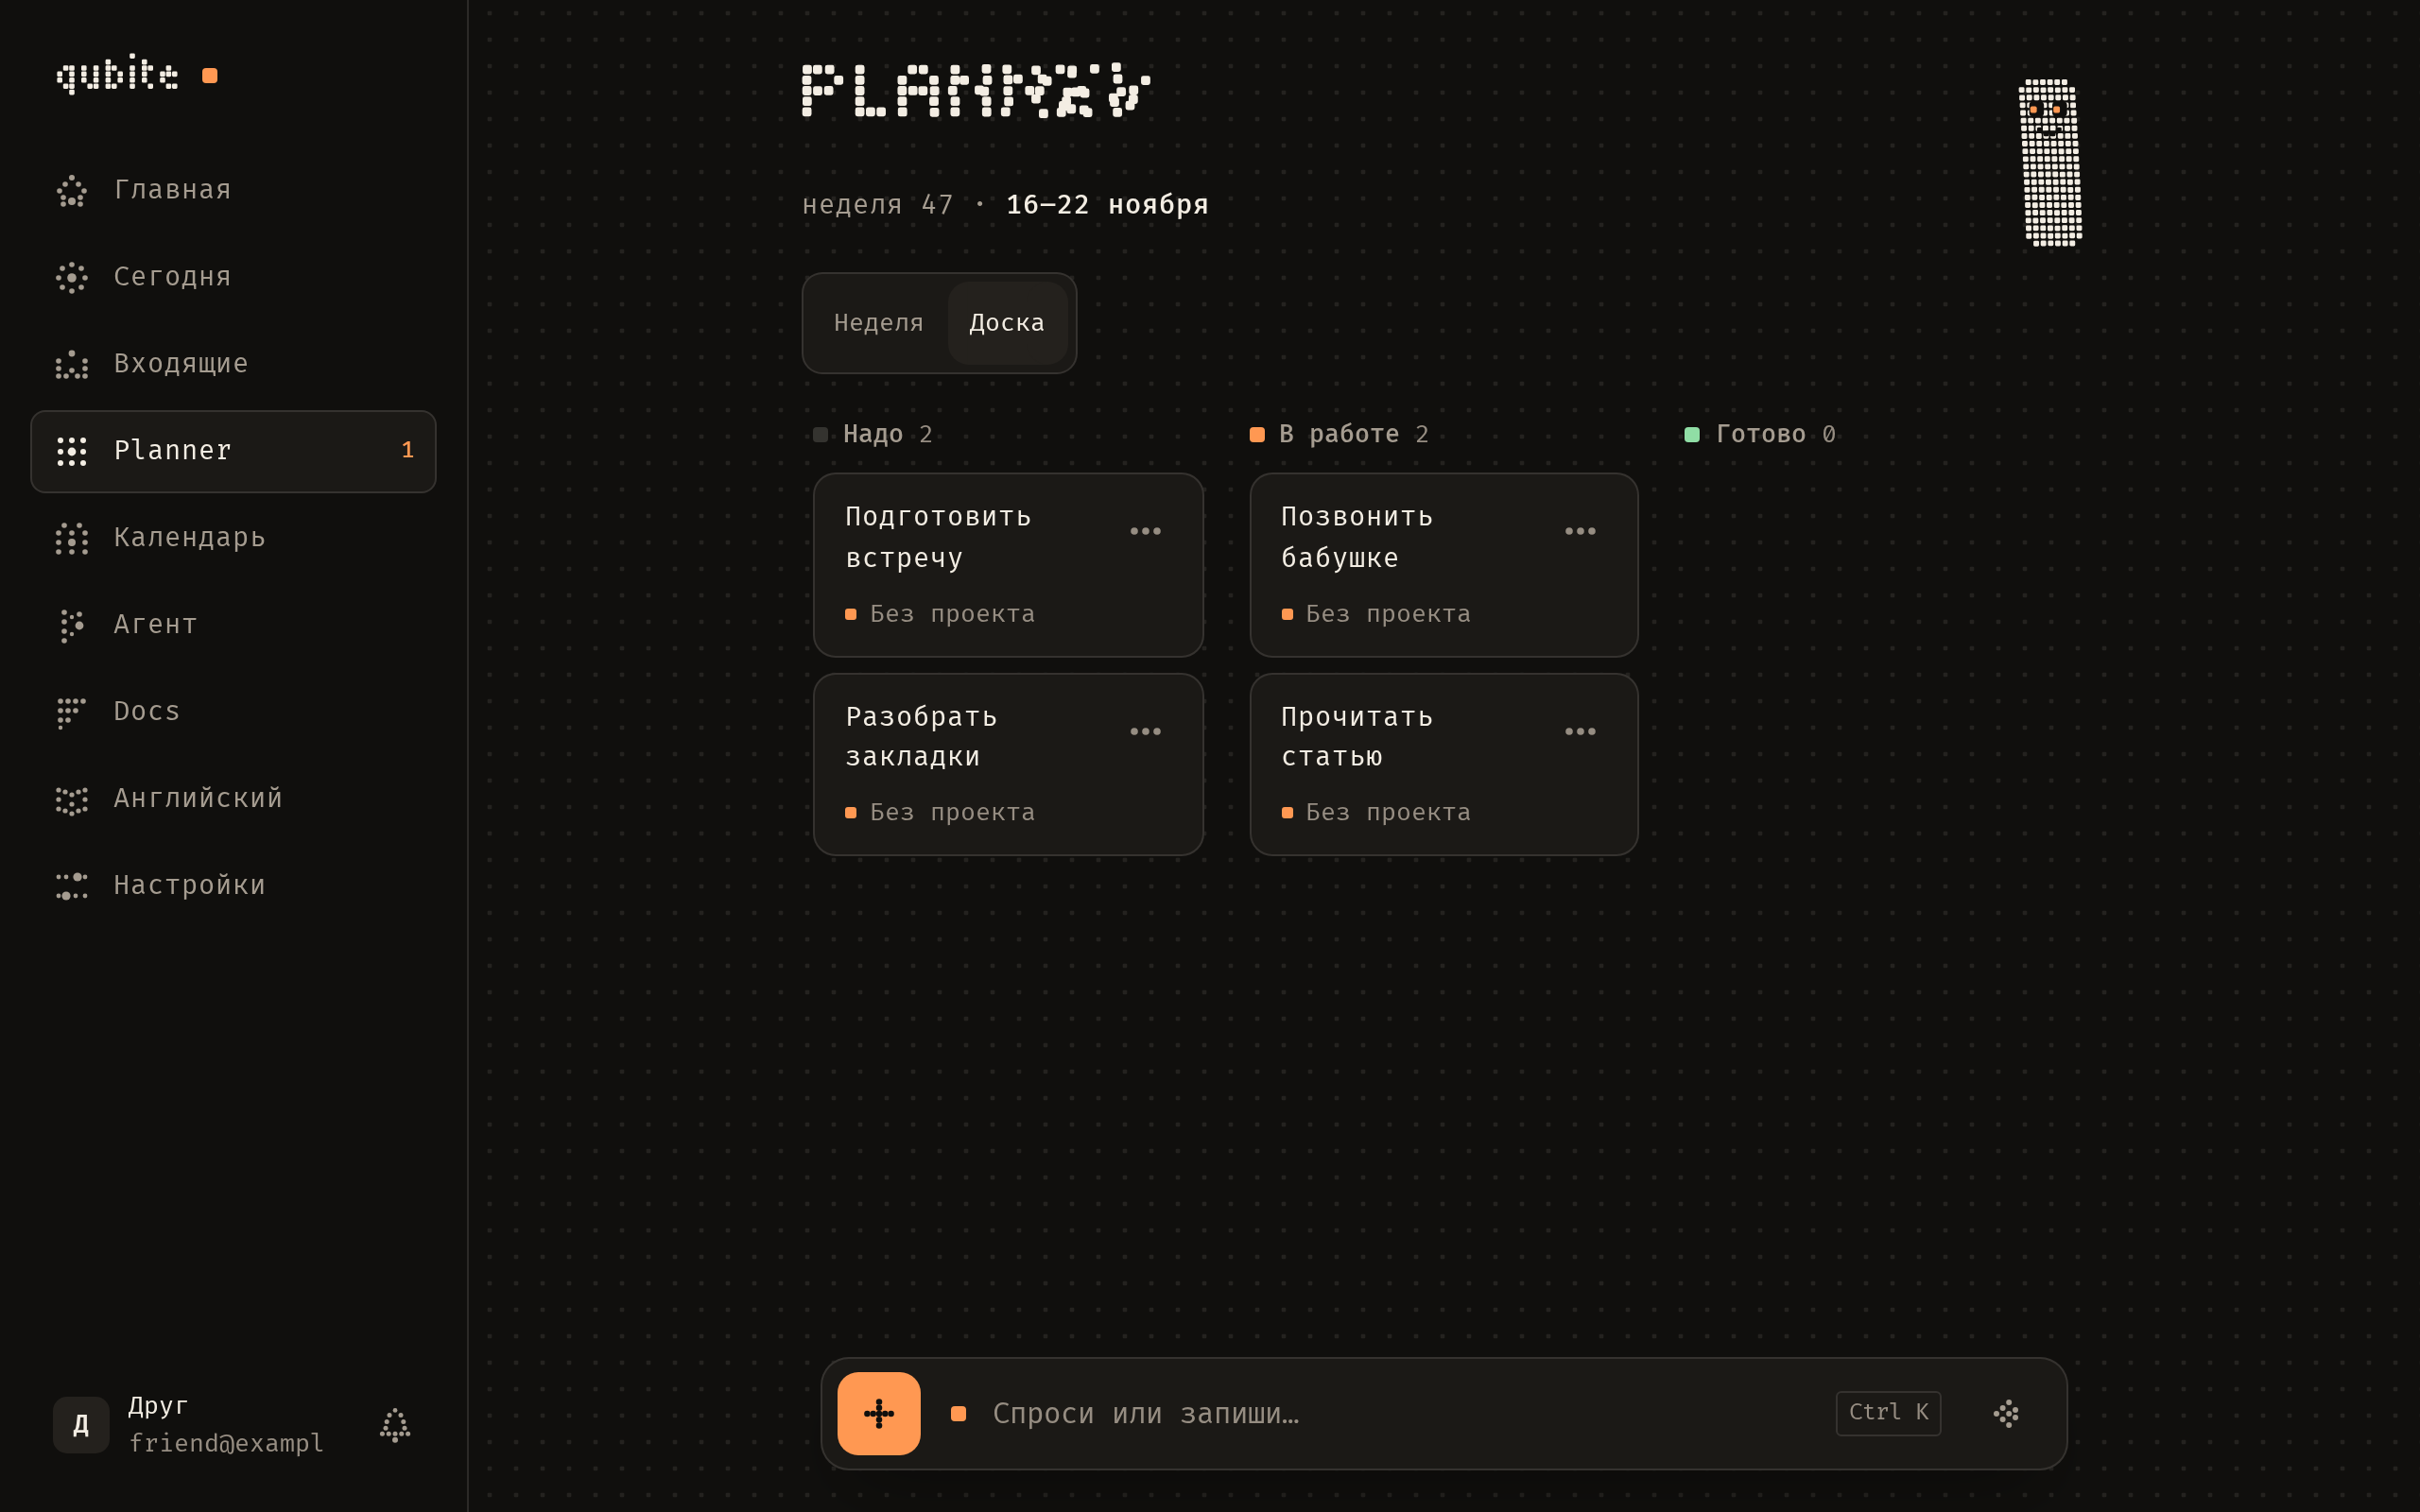 qubite
Главная
Сегодня
Входящие
Planner 1
Календарь
Агент
Docs
Английский
Настройки
Д
Друг
friend@exampl
неделя 47 · 16–22 ноября
Неделя Доска
Надо 2
Подготовить
встречу
Без проекта
Разобрать
закладки
Без проекта
В работе 2
Позвонить
бабушке
Без проекта
Прочитать
статью
Без проекта
Готово 0
Спроси или запиши…
Ctrl K